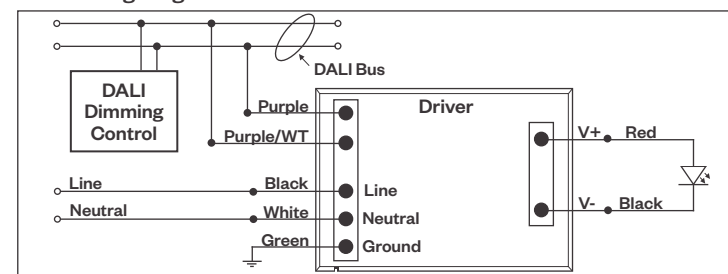 DALI Bus
DALI
Dimming
Control
Purple
Driver
Purple/WT
V+ Red
Line Black Line
Neutral White Neutral
V- Black
Green Ground